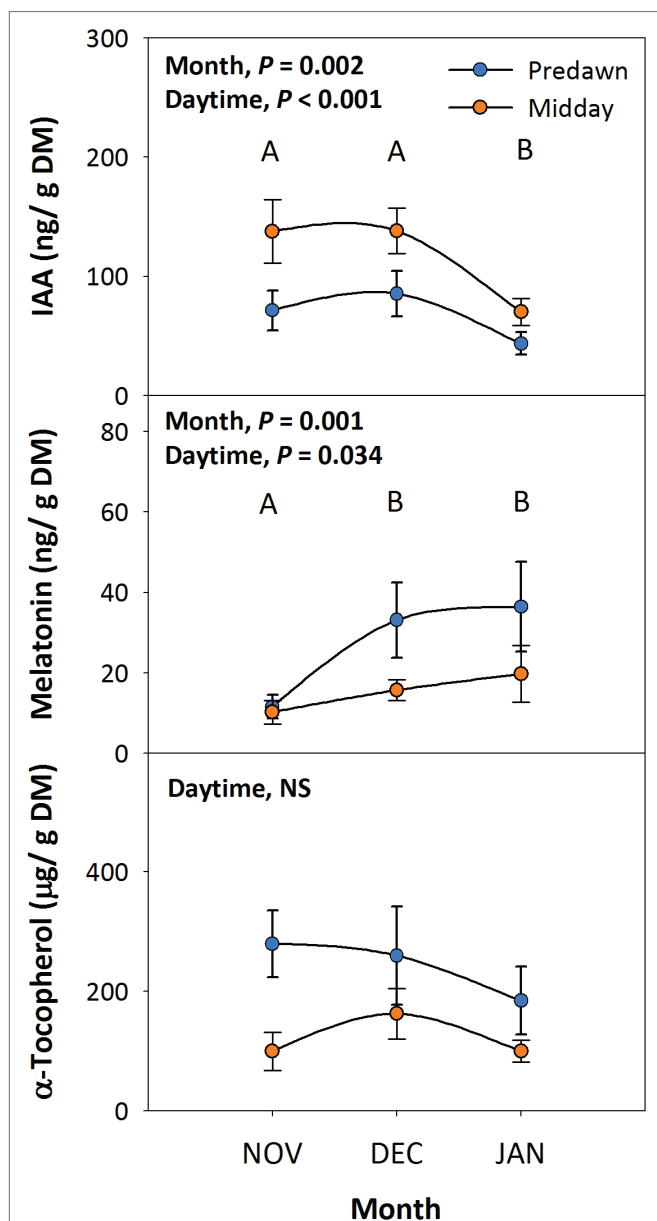 300
Month, P = 0.002
Predawn
Daytime, P < 0.001
Midday
200
A
A
B
100
0
IAA (ng/ g DM)
Month, P = 0.001
80
Daytime, P = 0.034
60
A
B
B
40
20
0
Melatonin (ng/ g DM)
Daytime, NS
400
200
0
α-Tocopherol (µg/ g DM)
NOV
DEC
JAN
Month